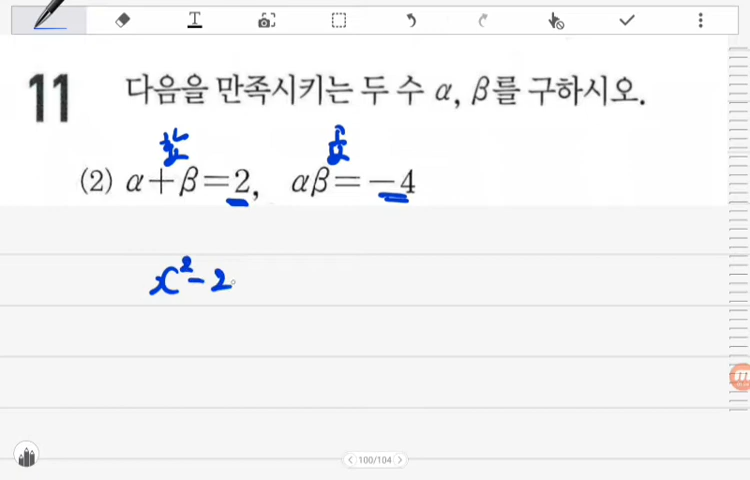 T
11 다음을 만족시키는 두 수 α, β를 구하시오.
합 곱
(2) α+β=2, αβ=-4
x²-2
100/104